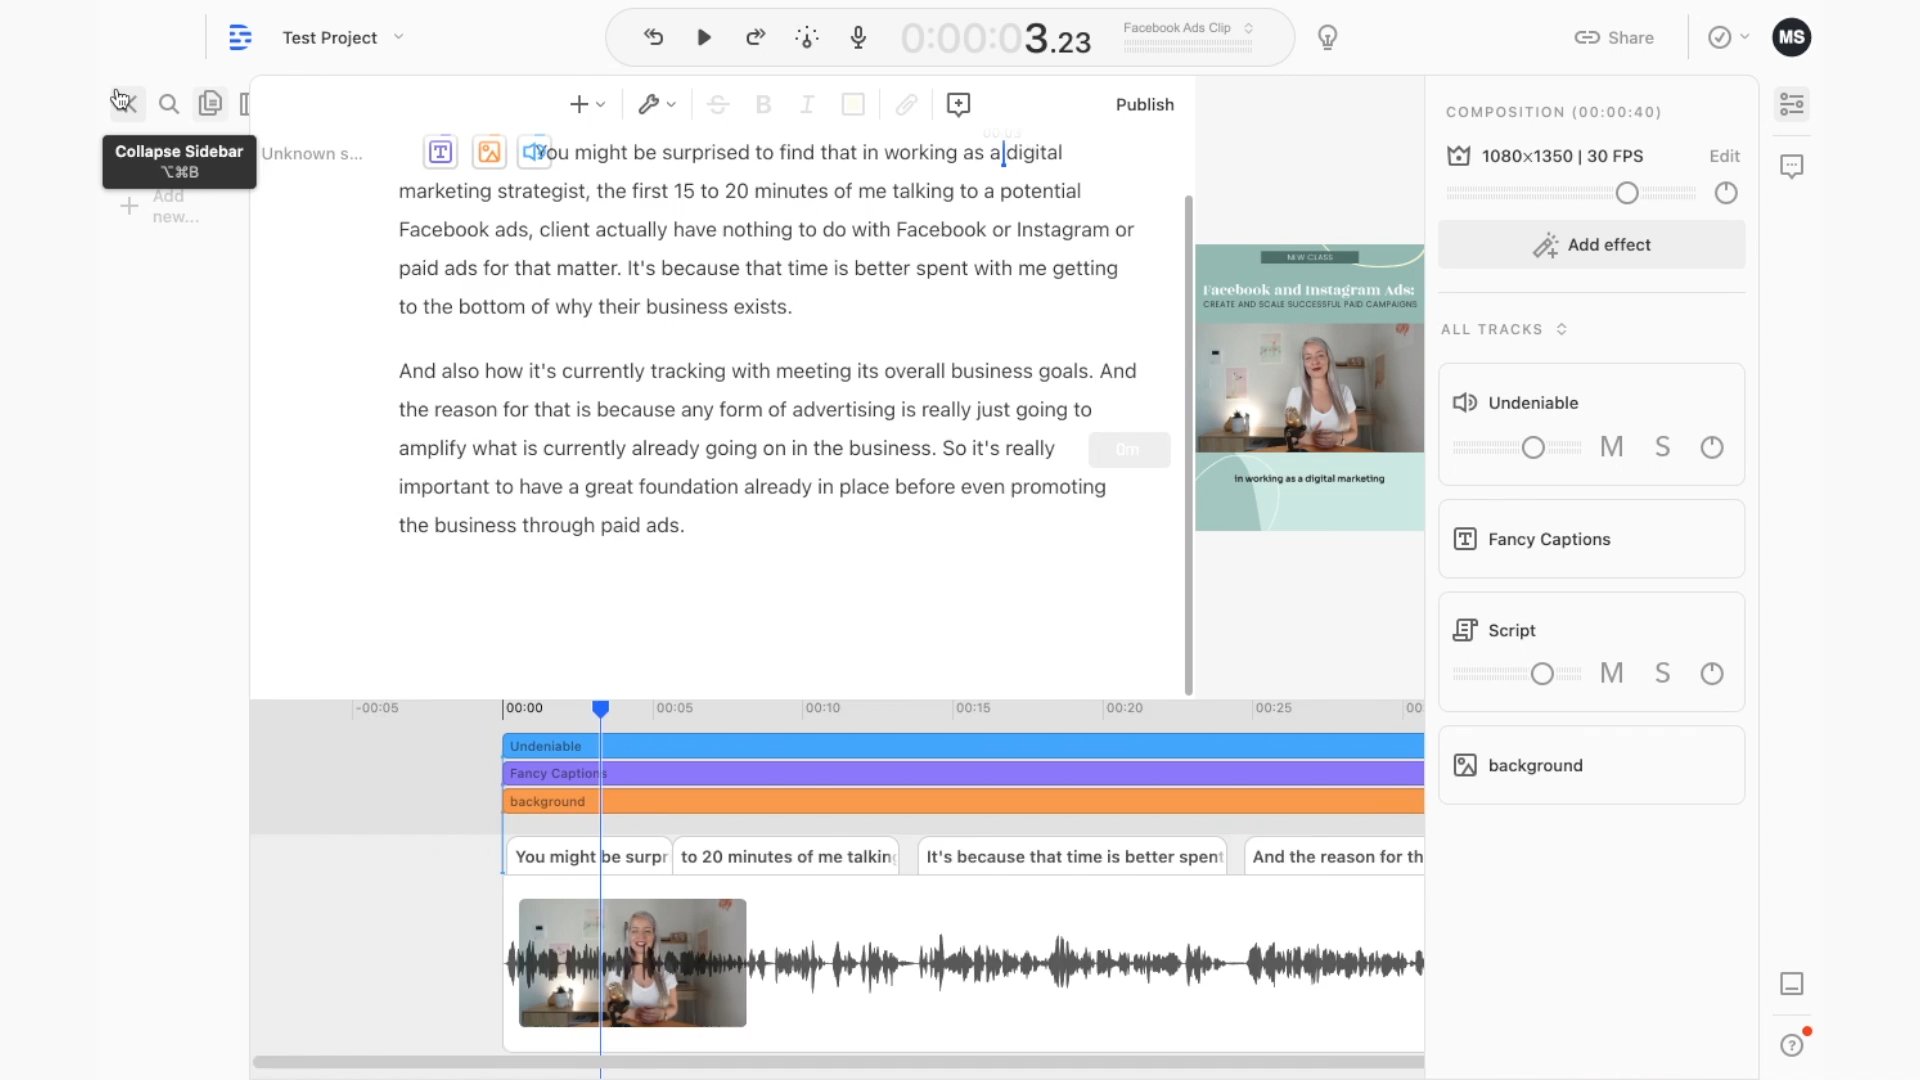 Test Project
0:00:03.23
Facebook Ads Clip
Share
MS
Publish
Collapse Sidebar
⌥⌘B
Unknown s...
Add
new...
00:03
You might be surprised to find that in working as a digital
marketing strategist, the first 15 to 20 minutes of me talking to a potential
Facebook ads, client actually have nothing to do with Facebook or Instagram or
paid ads for that matter. It's because that time is better spent with me getting
to the bottom of why their business exists.
And also how it's currently tracking with meeting its overall business goals. And
the reason for that is because any form of advertising is really just going to
amplify what is currently already going on in the business. So it's really
important to have a great foundation already in place before even promoting
the business through paid ads.
0m
NEW CLASS
Facebook and Instagram Ads:
CREATE AND SCALE SUCCESSFUL PAID CAMPAIGNS
in working as a digital marketing
COMPOSITION (00:00:40)
1080×1350 | 30 FPS
Edit
Add effect
ALL TRACKS
Undeniable
M S
Fancy Captions
Script
M S
background
-00:05
00:00
00:05
00:10
00:15
00:20
00:25
00
Undeniable
Fancy Captions
background
You might be surpr
to 20 minutes of me talkin
It's because that time is better spent
And the reason for th